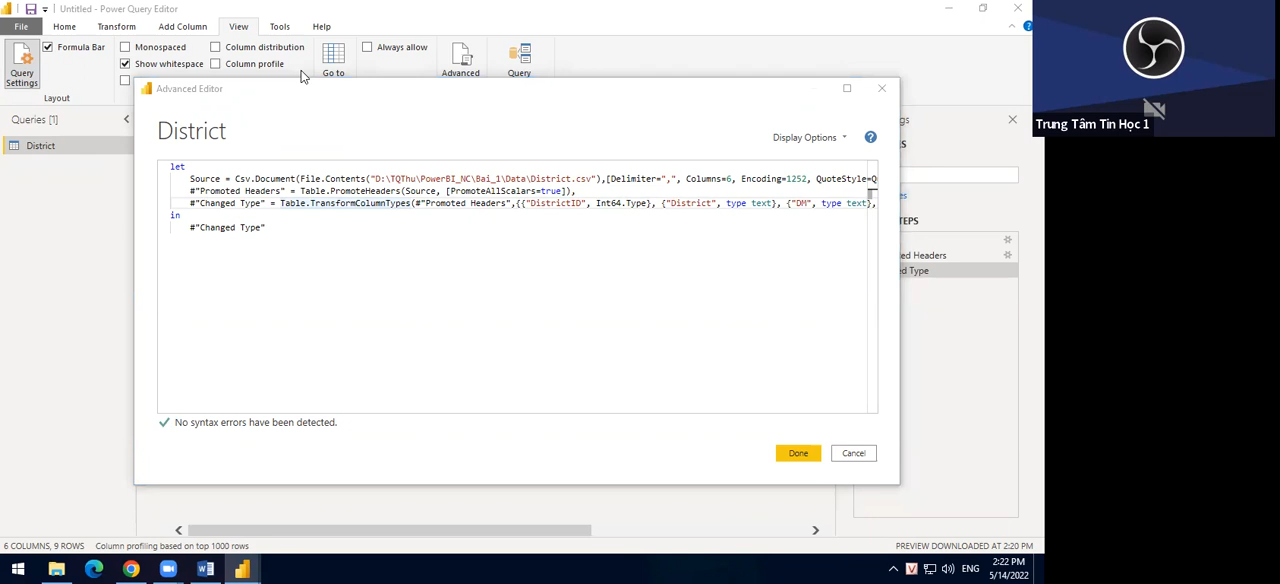 Untitled - Power Query Editor
File Home Transform Add Column View Tools Help
Formula Bar Monospaced Column distribution Always allow
Show whitespace Column profile
Query Settings Go to Advanced Query
Layout
Advanced Editor
Queries [1]
District
District
Display Options
let
Source = Csv.Document(File.Contents("D:\TQThu\PowerBI_NC\Bai_1\Data\District.csv"),[Delimiter=",", Columns=6, Encoding=1252, QuoteStyle=Q
#"Promoted Headers" = Table.PromoteHeaders(Source, [PromoteAllScalars=true]),
#"Changed Type" = Table.TransformColumnTypes(#"Promoted Headers",{{"DistrictID", Int64.Type}, {"District", type text}, {"DM", type text},
in
#"Changed Type"
No syntax errors have been detected.
Done Cancel
ed Headers
ed Type
Trung Tâm Tin Học 1
6 COLUMNS, 9 ROWS Column profiling based on top 1000 rows
PREVIEW DOWNLOADED AT 2:20 PM
ENG
2:22 PM
5/14/2022